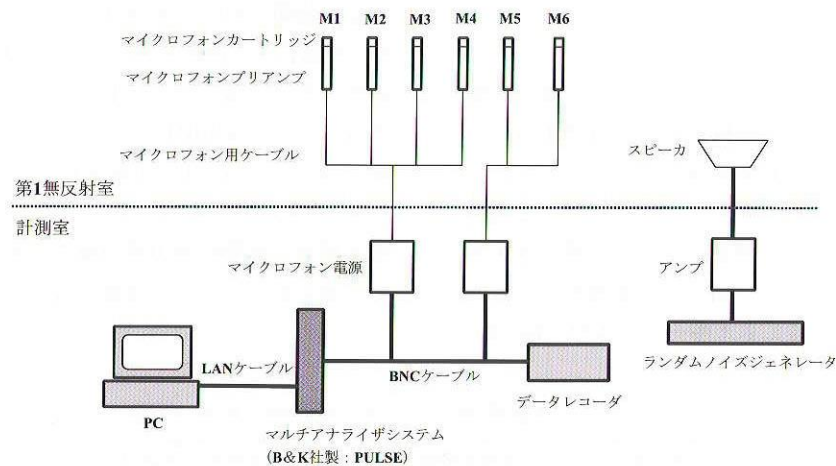 M1 M2 M3 M4 M5 M6
マイクロフォンカートリッジ
マイクロフォンプリアンプ
マイクロフォン用ケーブル
スピーカ
第1無反射室
計測室
マイクロフォン電源
アンプ
LANケーブル
BNCケーブル
ランダムノイズジェネレータ
データレコーダ
PC
マルチアナライザシステム
(B&K社製：PULSE)